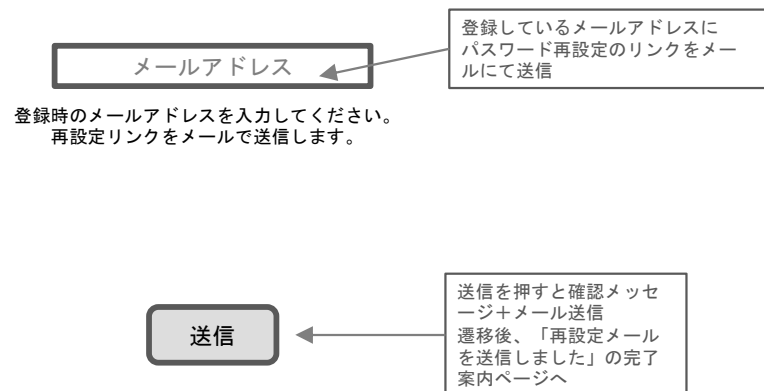 登録しているメールアドレスに
パスワード再設定のリンクをメー
ルにて送信
メールアドレス
登録時のメールアドレスを入力してください。
再設定リンクをメールで送信します。
送信を押すと確認メッセ
ージ+メール送信
遷移後、「再設定メール
を送信しました」の完了
案内ページへ
送信